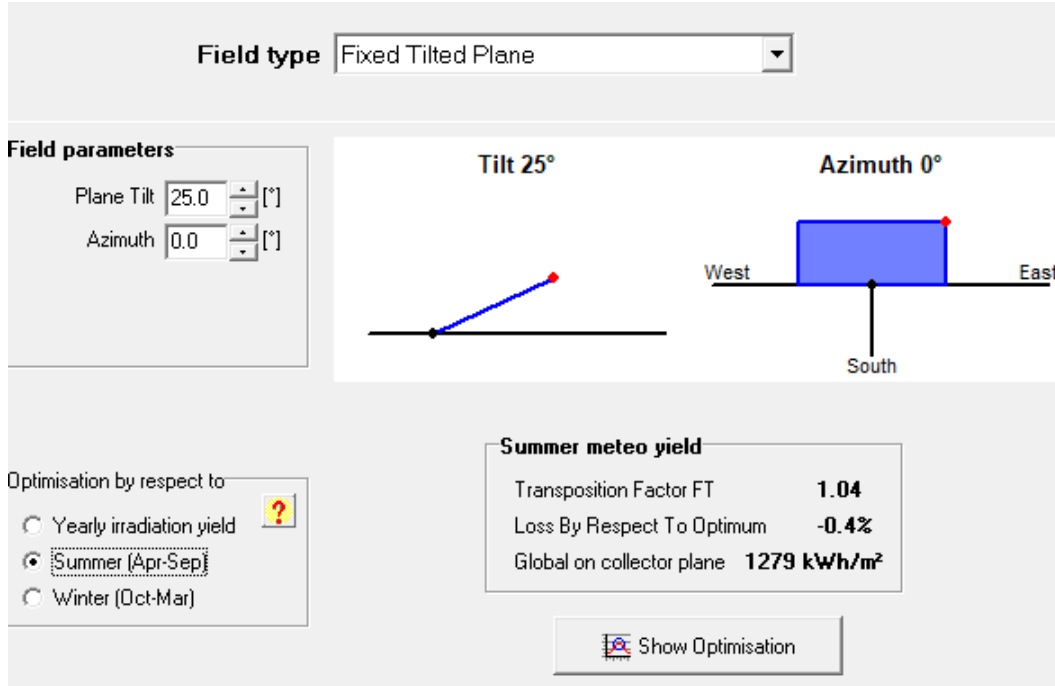 Field type Fixed Tilted Plane
Field parameters
Plane Tilt 25.0 [°]
Azimuth 0.0 [°]
Tilt 25°
Azimuth 0°
West
East
South
Optimisation by respect to
?
Yearly irradiation yield
Summer (Apr-Sep)
Winter (Oct-Mar)
Summer meteo yield
Transposition Factor FT 1.04
Loss By Respect To Optimum -0.4%
Global on collector plane 1279 kWh/m²
Show Optimisation